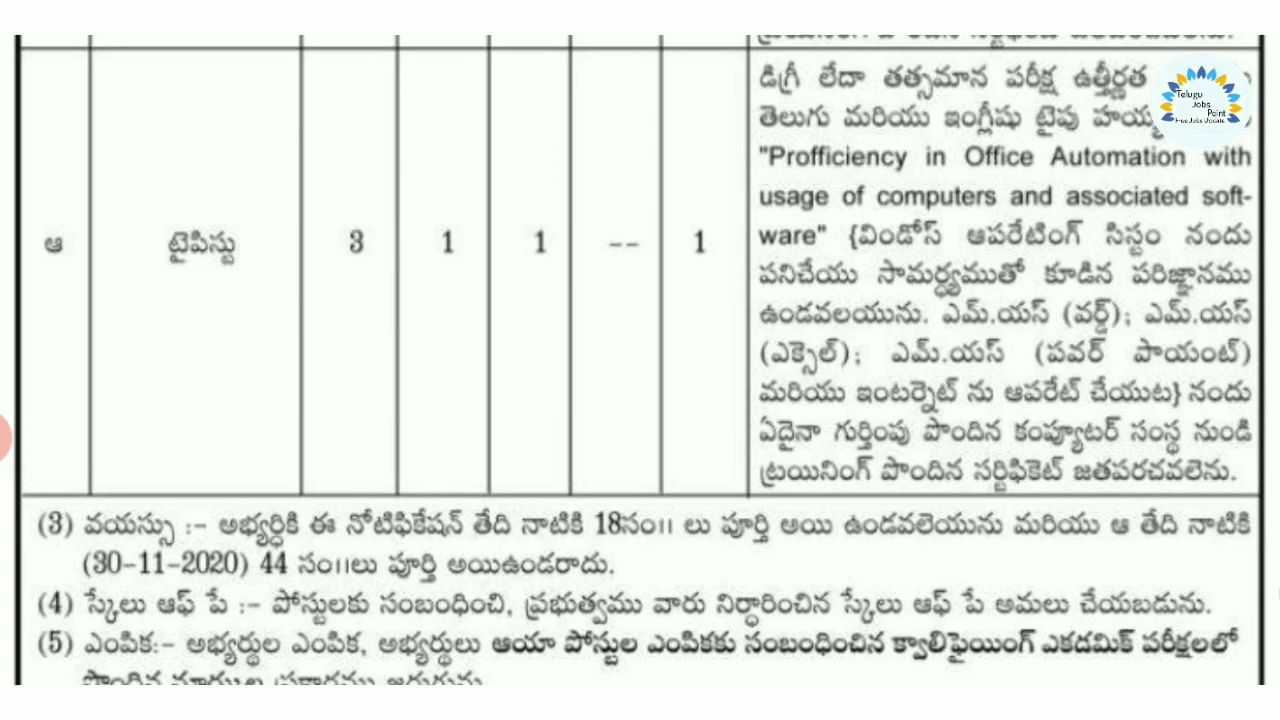 డిగ్రీ లేదా తత్సమాన పరీక్ష ఉత్తీర్ణత
తెలుగు మరియు ఇంగ్లీషు టైపు
"Profficiency in Office Automation with
usage of computers and associated soft-
ఆ టైపిస్టు 3 1 1 -- 1 ware" {విండోస్ ఆపరేటింగ్ సిస్టం నందు
పనిచేయు సామర్థ్యముతో కూడిన పరిజ్ఞానము
ఉండవలయును. ఎమ్.యస్ (వర్డ్); ఎమ్.యస్
(ఎక్సెల్); ఎమ్.యస్ (పవర్ పాయంట్)
మరియు ఇంటర్నెట్ ను ఆపరేట్ చేయుట} నందు
ఏదైనా గుర్తింపు పొందిన కంప్యూటర్ సంస్థ నుండి
ట్రయినింగ్ పొందిన సర్టిఫికెట్ జతపరచవలెను.
(3) వయస్సు :- అభ్యర్ధికి ఈ నోటిఫికేషన్ తేది నాటికి 18సం॥ లు పూర్తి అయి ఉండవలెయును మరియు ఆ తేది నాటికి
(30-11-2020) 44 సం॥లు పూర్తి అయిఉండరాదు.
(4) స్కేలు ఆఫ్ పే :- పోస్టులకు సంబంధించి, ప్రభుత్వము వారు నిర్ధారించిన స్కేలు ఆఫ్ పే అమలు చేయబడును.
(5) ఎంపిక:- అభ్యర్థుల ఎంపిక, అభ్యర్థులు ఆయా పోస్టుల ఎంపికకు సంబంధించిన క్వాలిఫైయింగ్ ఎకడమిక్ పరీక్షలలో
Telugu
Jobs
Point
Free Jobs Update